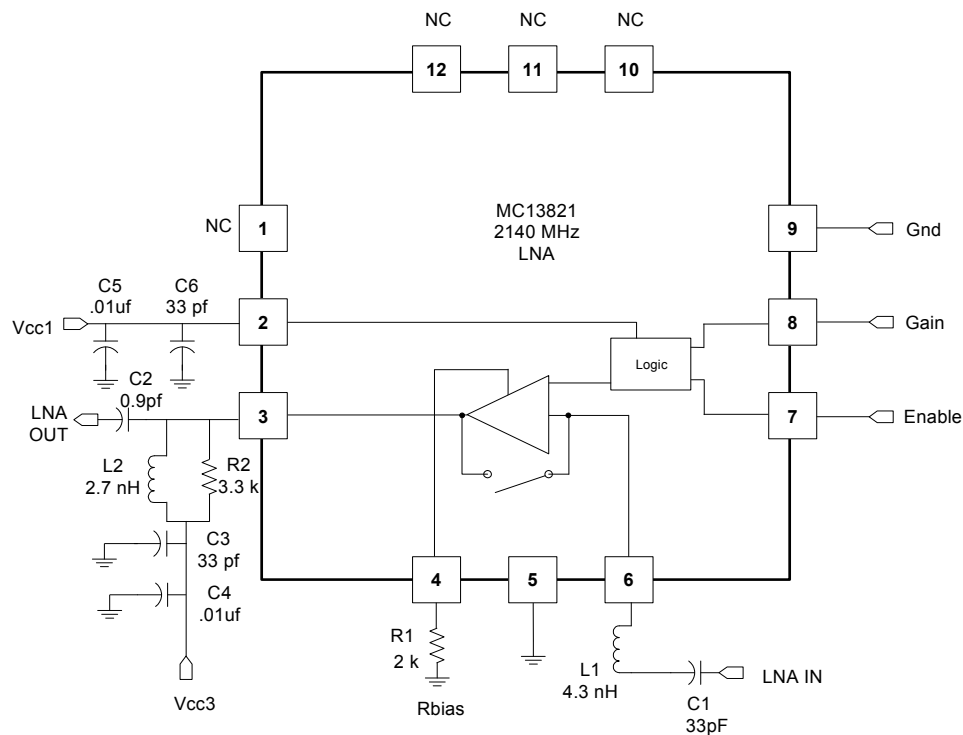 NC
NC
NC
12
11
10
NC
1
MC13821
2140 MHz
LNA
9
Gnd
C5
.01uf
C6
33 pf
Vcc1
2
8
Gain
Logic
C2
0.9pf
LNA
OUT
3
7
Enable
L2
2.7 nH
R2
3.3 k
C3
33 pf
4
5
6
C4
.01uf
R1
2 k
L1
4.3 nH
LNA IN
C1
33pF
Vcc3
Rbias